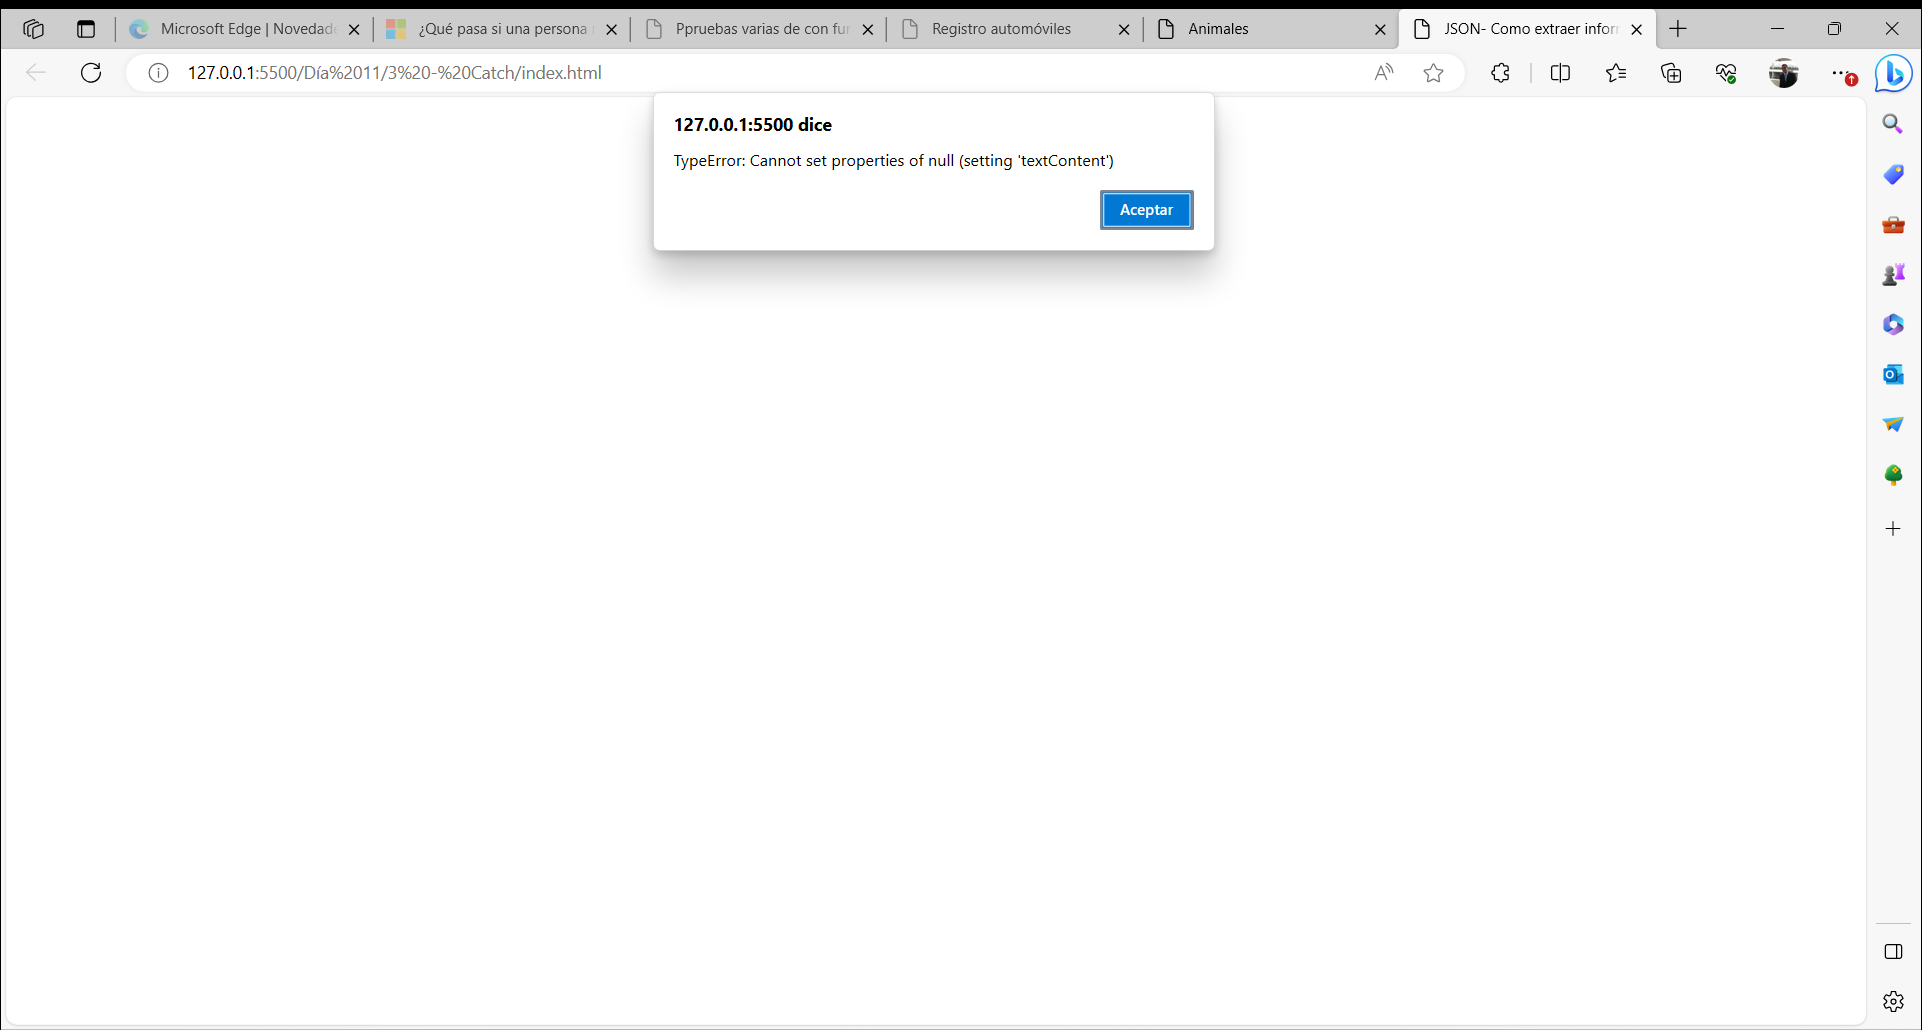 Microsoft Edge | Novedade
¿Qué pasa si una persona
Ppruebas varias de con fun
Registro automóviles
Animales
JSON- Como extraer infor
127.0.0.1:5500/Día%2011/3%20-%20Catch/index.html
127.0.0.1:5500 dice
TypeError: Cannot set properties of null (setting 'textContent')
Aceptar